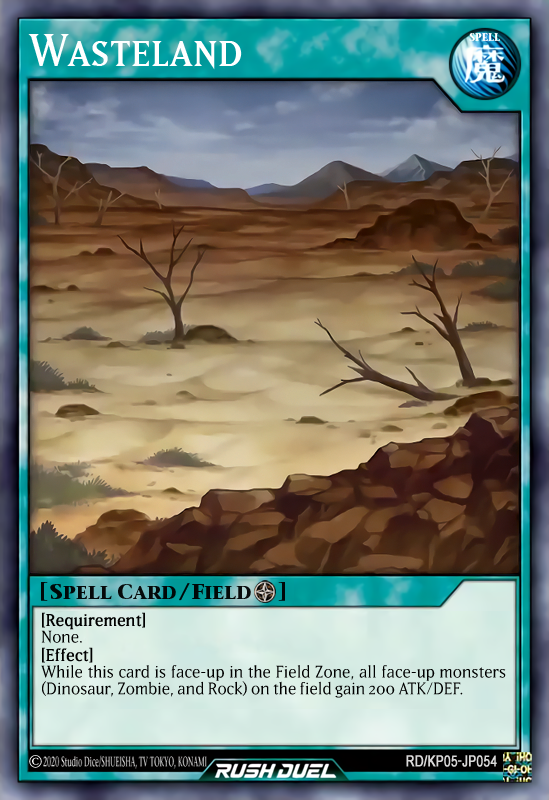 WASTELAND
SPELL
魔
[SPELL CARD/FIELD]
[Requirement]
None.
[Effect]
While this card is face-up in the Field Zone, all face-up monsters
(Dinosaur, Zombie, and Rock) on the field gain 200 ATK/DEF.
©2020 Studio Dice/SHUEISHA, TV TOKYO, KONAMI
RUSH DUEL
RD/KP05-JP054